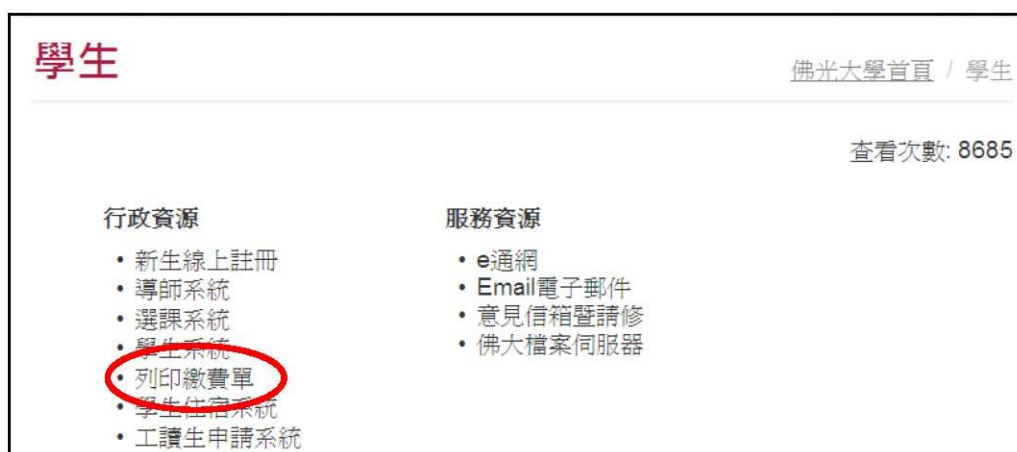 學生
佛光大學首頁 / 學生
查看次數: 8685
行政資源
• 新生線上註冊
• 導師系統
• 選課系統
• 學生系統
• 列印繳費單
• 學生住宿系統
• 工讀生申請系統
服務資源
• e通網
• Email電子郵件
• 意見信箱暨請修
• 佛大檔案伺服器